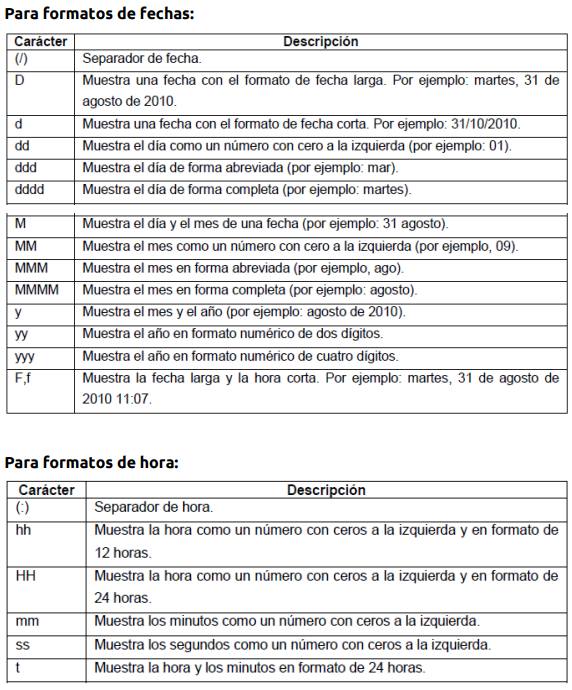 Para formatos de fechas:
Carácter Descripción
(/) Separador de fecha.
D Muestra una fecha con el formato de fecha larga. Por ejemplo: martes, 31 de
agosto de 2010.
d Muestra una fecha con el formato de fecha corta. Por ejemplo: 31/10/2010.
dd Muestra el día como un número con cero a la izquierda (por ejemplo: 01).
ddd Muestra el día de forma abreviada (por ejemplo: mar).
dddd Muestra el día de forma completa (por ejemplo: martes).
M Muestra el día y el mes de una fecha (por ejemplo: 31 agosto).
MM Muestra el mes como un número con cero a la izquierda (por ejemplo, 09).
MMM Muestra el mes en forma abreviada (por ejemplo, ago).
MMMM Muestra el mes en forma completa (por ejemplo: agosto).
y Muestra el mes y el año (por ejemplo: agosto de 2010).
yy Muestra el año en formato numérico de dos dígitos.
yyy Muestra el año en formato numérico de cuatro dígitos.
F,f Muestra la fecha larga y la hora corta. Por ejemplo: martes, 31 de agosto de
2010 11:07.
Para formatos de hora:
Carácter Descripción
(:) Separador de hora.
hh Muestra la hora como un número con ceros a la izquierda y en formato de
12 horas.
HH Muestra la hora como un número con ceros a la izquierda y en formato de
24 horas.
mm Muestra los minutos como un número con ceros a la izquierda.
ss Muestra los segundos como un número con ceros a la izquierda.
t Muestra la hora y los minutos en formato de 24 horas.